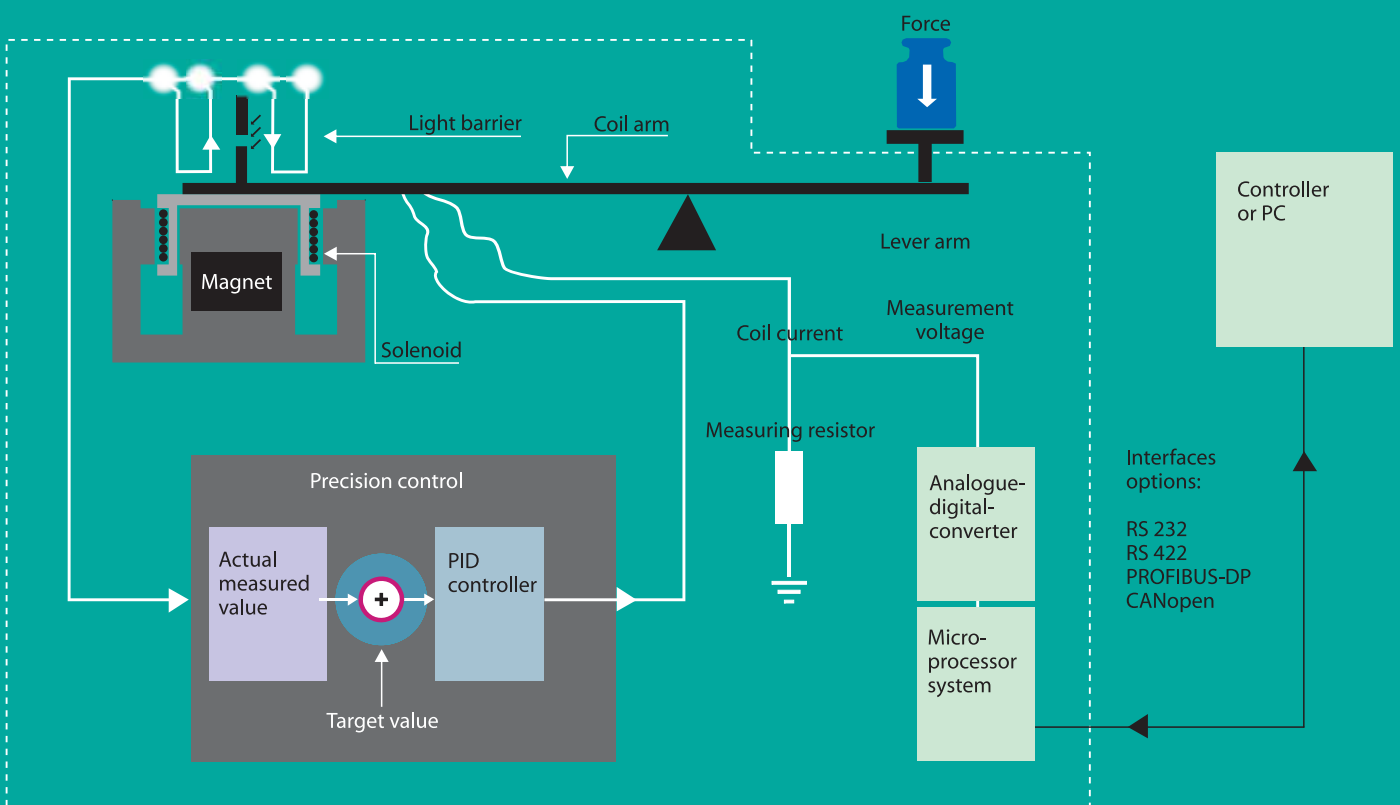 Force
Light barrier
Coil arm
Controller
or PC
Lever arm
Magnet
Measurement
voltage
Coil current
Solenoid
Measuring resistor
Precision control
Analogue-
digital-
converter
Interfaces
options:
RS 232
RS 422
PROFIBUS-DP
CANopen
Actual
measured
value
+
PID
controller
Micro-
processor
system
Target value